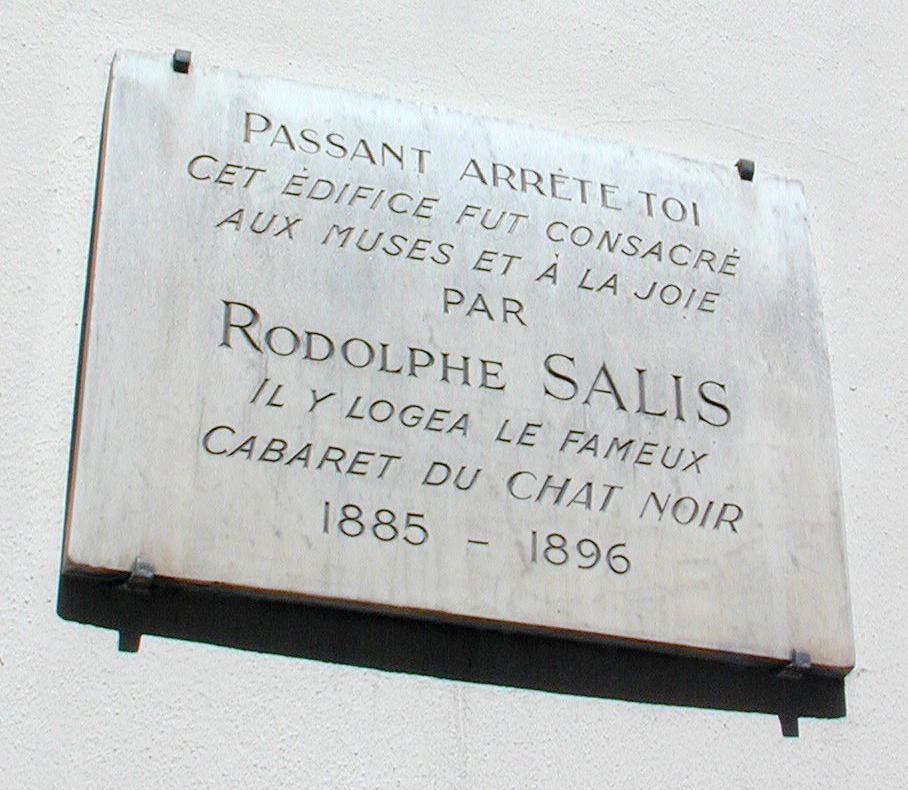 PASSANT ARRÊTE TOI
CET ÉDIFICE FUT CONSACRÉ
AUX MUSES ET À LA JOIE
PAR
RODOLPHE SALIS
IL Y LOGEA LE FAMEUX
CABARET DU CHAT NOIR
1885 - 1896